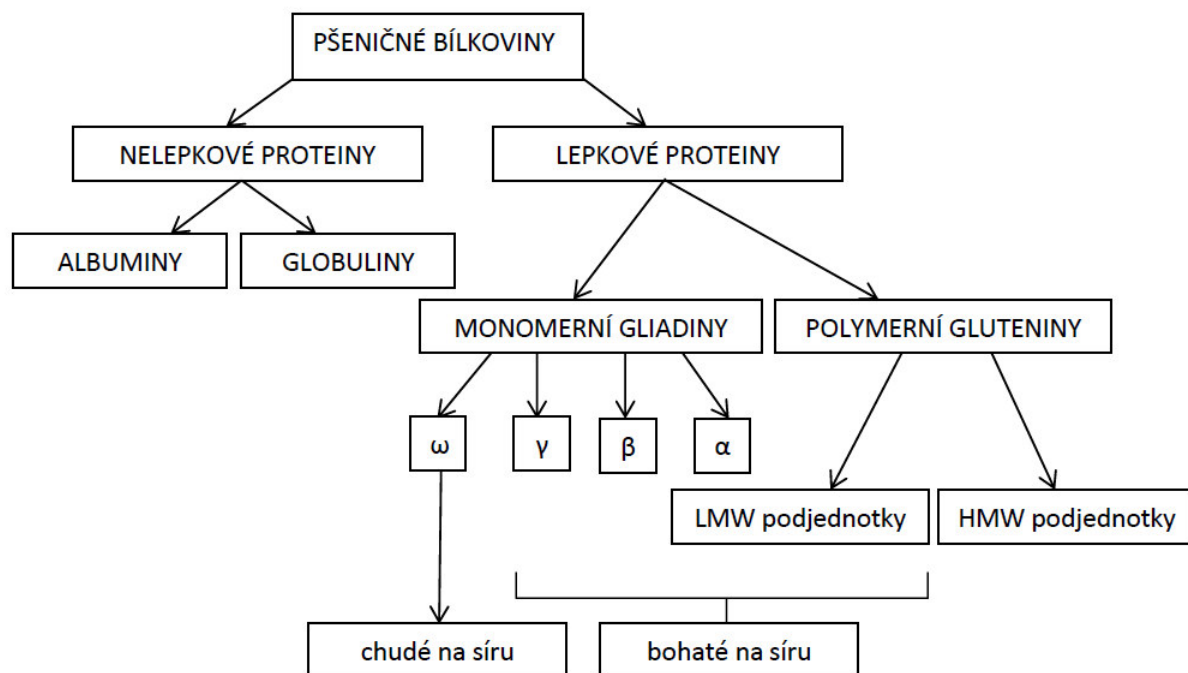 PŠENIČNÉ BÍLKOVINY
NELEPKOVÉ PROTEINY
LEPKOVÉ PROTEINY
ALBUMINY
GLOBULINY
MONOMERNÍ GLIADINY
POLYMERNÍ GLUTENINY
ω
γ
β
α
LMW podjednotky
HMW podjednotky
chudé na síru
bohaté na síru